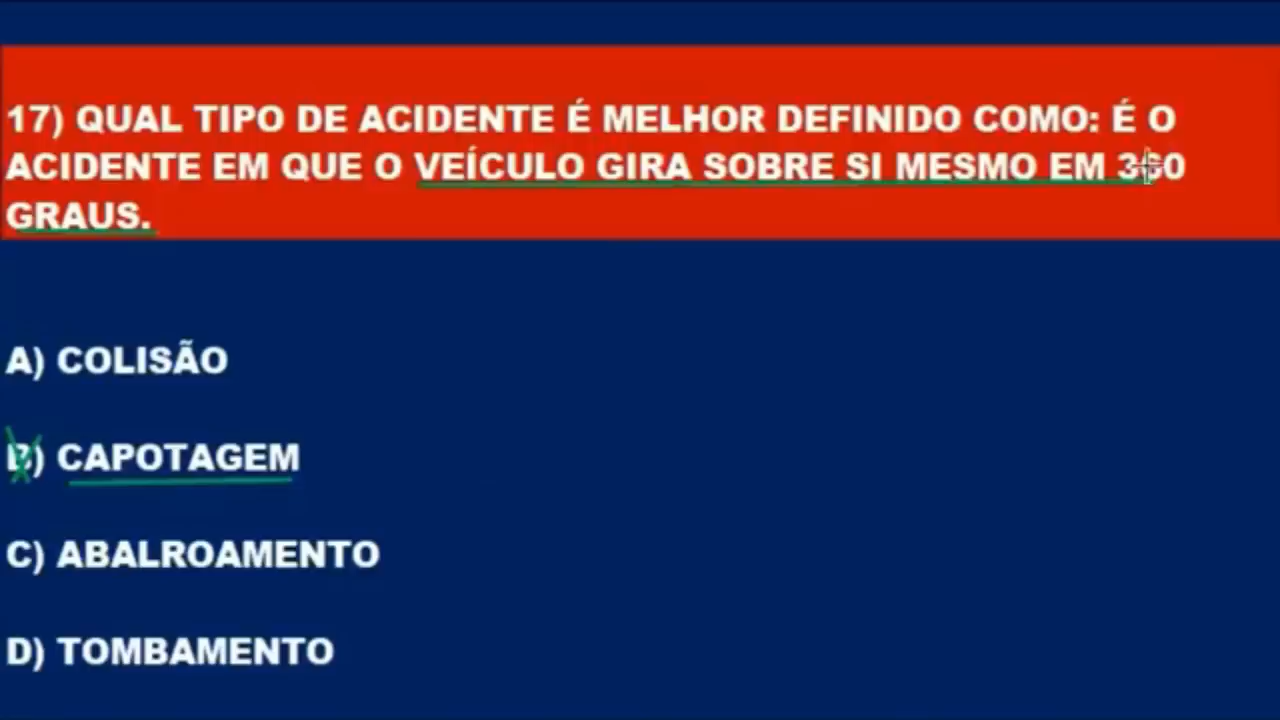 17) QUAL TIPO DE ACIDENTE É MELHOR DEFINIDO COMO: É O
ACIDENTE EM QUE O VEÍCULO GIRA SOBRE SI MESMO EM 360
GRAUS.
A) COLISÃO
B) CAPOTAGEM
C) ABALROAMENTO
D) TOMBAMENTO